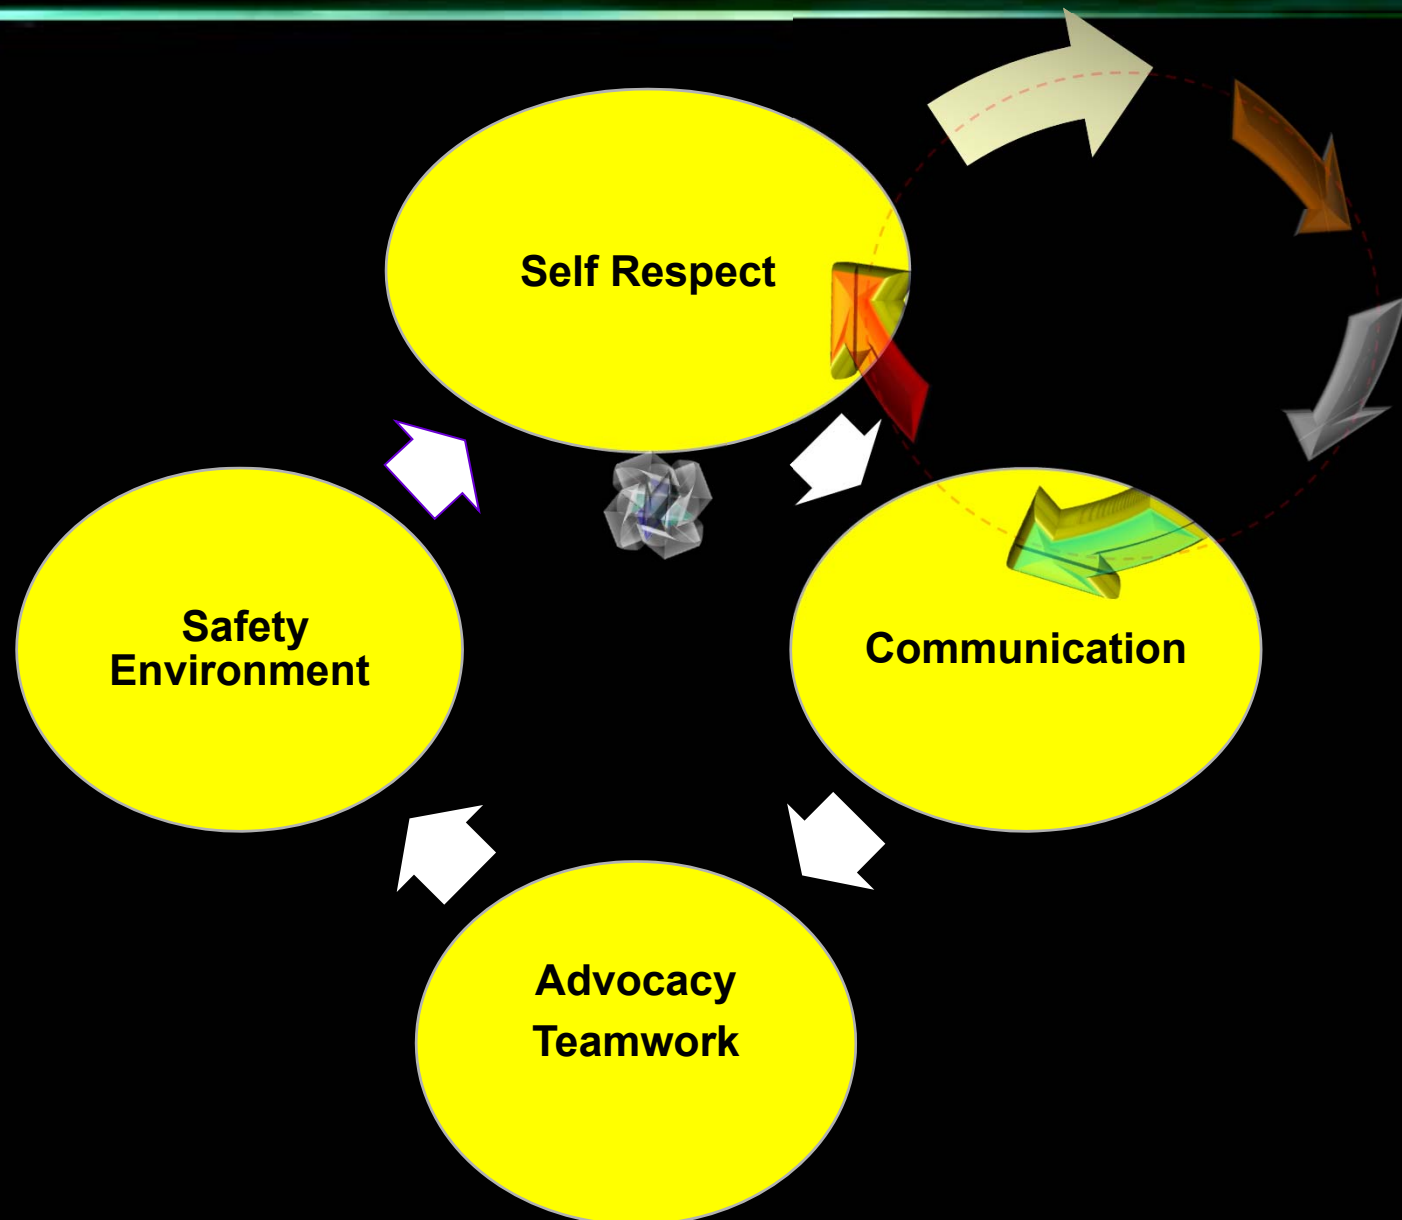 Self Respect
Safety
Environment
Communication
Advocacy
Teamwork